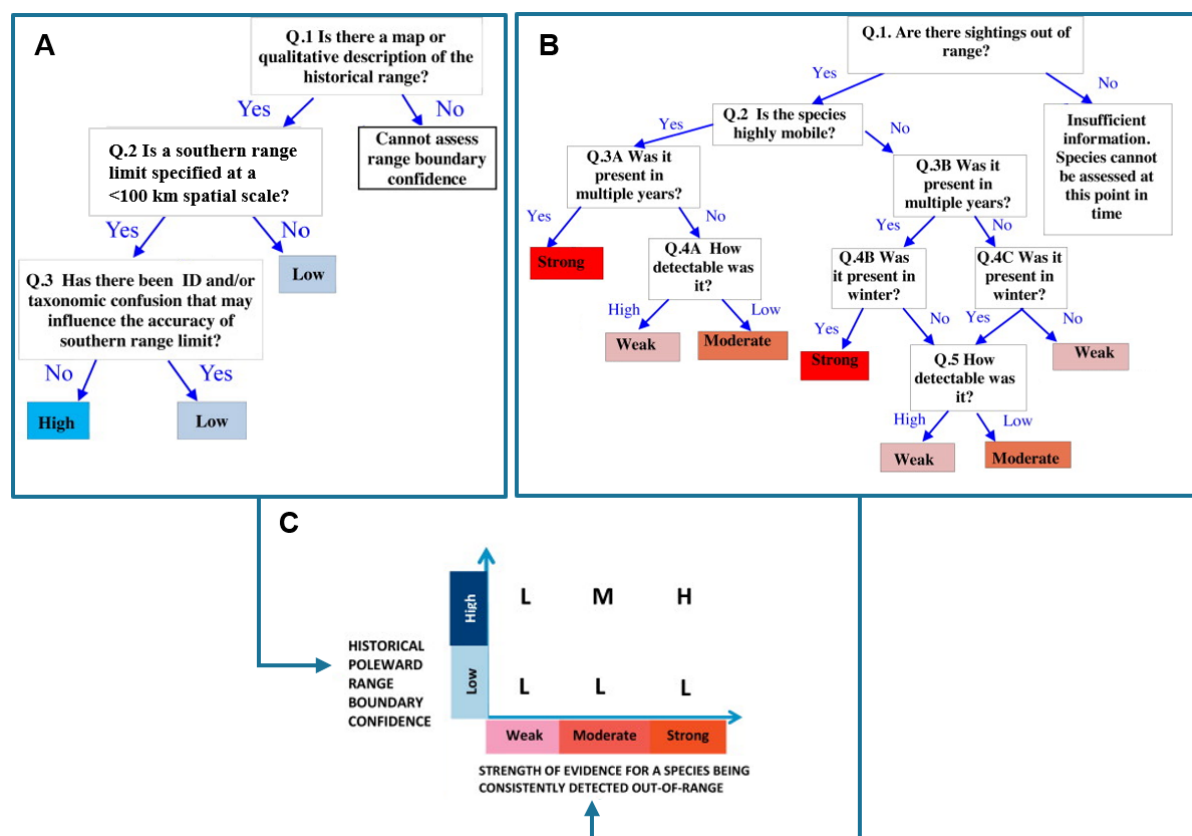 A
Q.1 Is there a map or
qualitative description of the
historical range?
Yes
No
Cannot assess
range boundary
confidence
Q.2 Is a southern range
limit specified at a
<100 km spatial scale?
Yes
No
Low
Q.3 Has there been ID and/or
taxonomic confusion that may
influence the accuracy of
southern range limit?
No
Yes
High
Low
B
Q.1. Are there sightings out of
range?
Yes
No
Q.2 Is the species
highly mobile?
Insufficient
information.
Species cannot
be assessed at
this point in
time
Yes
No
Q.3A Was it
present in
multiple years?
Q.3B Was it
present in
multiple years?
Yes
No
Yes
No
Strong
Q.4A How
detectable was
it?
Q.4B Was
it present in
winter?
Q.4C Was it
present in
winter?
High
Low
Yes
No
Yes
No
Weak
Moderate
Strong
Weak
Q.5 How
detectable was
it?
High
Low
Weak
Moderate
C
High
L M H
Low
L L L
HISTORICAL
POLEWARD
RANGE
BOUNDARY
CONFIDENCE
Weak Moderate Strong
STRENGTH OF EVIDENCE FOR A SPECIES BEING
CONSISTENTLY DETECTED OUT-OF-RANGE